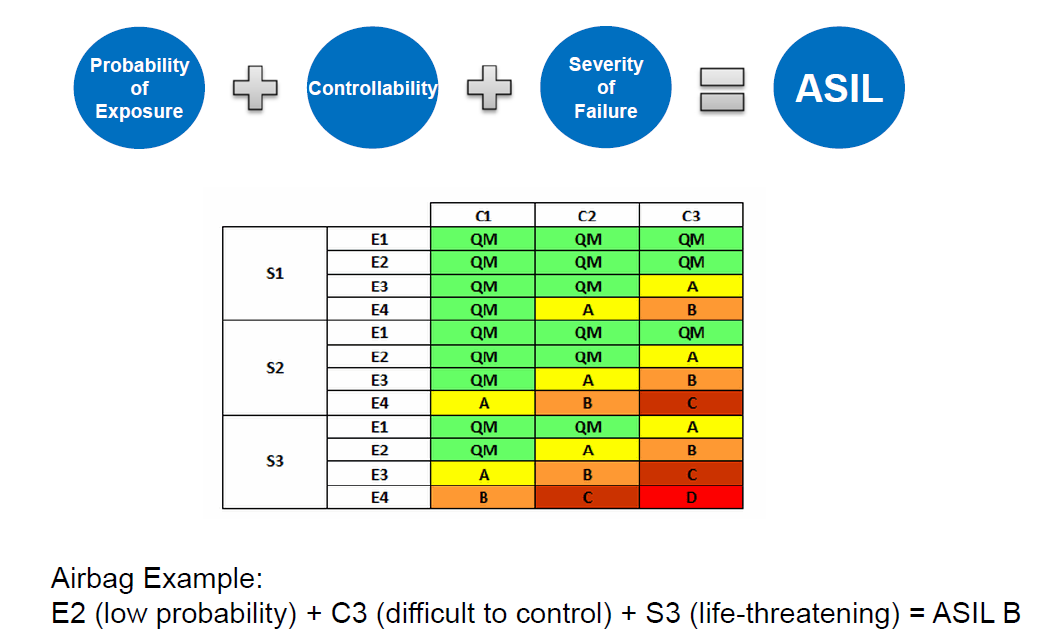 Probability
of
Exposure
Controllability
Severity
of
Failure
ASIL
C1 C2 C3
S1
E1 QM QM QM
E2 QM QM QM
E3 QM QM A
E4 QM A B
S2
E1 QM QM QM
E2 QM QM A
E3 QM A B
E4 A B C
S3
E1 QM QM A
E2 QM A B
E3 A B C
E4 B C D
Airbag Example:
E2 (low probability) + C3 (difficult to control) + S3 (life-threatening) = ASIL B